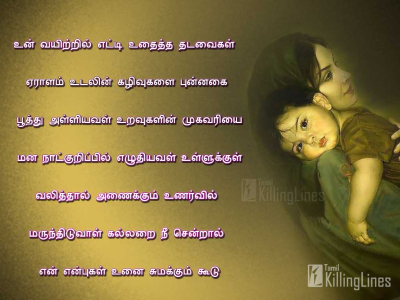 உன் வயிற்றில் எட்டி உதைத்த தடவைகள்
ஏராளம் உடலின் கழிவுகளை புன்னகை
பூத்து அள்ளியவள் உறவுகளின் முகவரியை
மன நாட்குறிப்பில் எழுதியவள் உள்ளுக்குள்
வலித்தால் அணைக்கும் உணர்வில்
மருந்திடுவாள் கல்லறை நீ சென்றால்
என் என்புகள் உனை சுமக்கும் கூடு
Tamil
KillingLines
Tamil
KillingLines